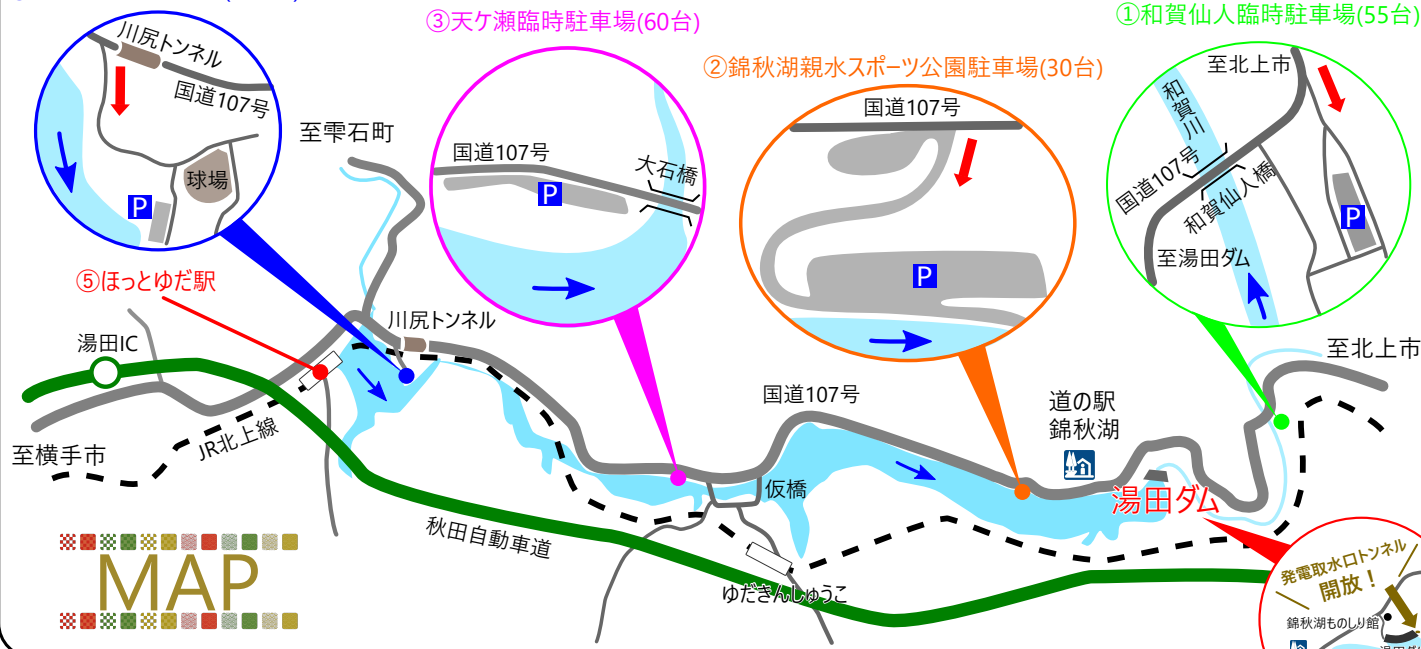 ③天ケ瀬臨時駐車場(60台)
①和賀仙人臨時駐車場(55台)
②錦秋湖親水スポーツ公園駐車場(30台)
川尻トンネル
国道107号
球場
P
至雫石町
国道107号
大石橋
P
国道107号
P
至北上市
和賀川
国道107号
和賀仙人橋
至湯田ダム
P
⑤ほっとゆだ駅
湯田IC
川尻トンネル
至横手市
JR北上線
国道107号
道の駅
錦秋湖
至北上市
仮橋
湯田ダム
秋田自動車道
ゆだきんしゅうこ
MAP
発電取水口トンネル
開放！
錦秋湖ものしり館